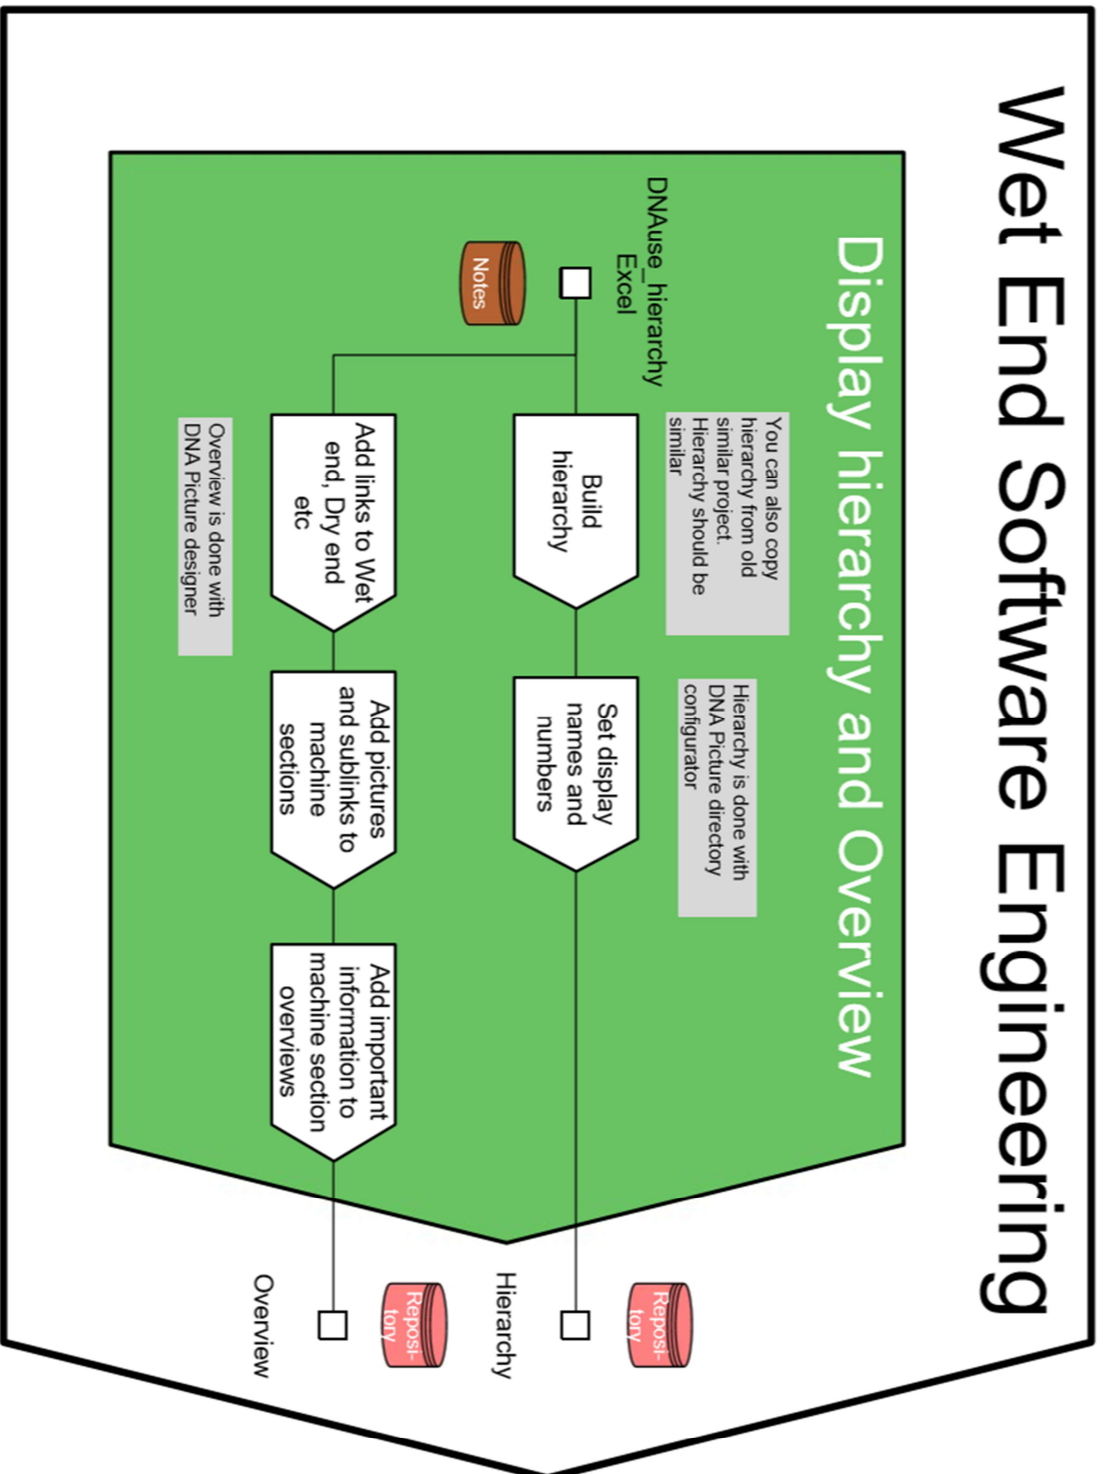 Wet End Software Engineering
Display hierarchy and Overview
DNAuse_hierarchy
Excel
Notes
You can also copy
hierarchy from old
similar project.
Hierarchy should be
similar
Hierarchy is done with
DNA Picture directory
configurator
Build
hierarchy
Set display
names and
numbers
Reposi-
tory
Hierarchy
Add links to Wet
end, Dry end
etc
Add pictures
and sublinks to
machine
sections
Add important
information to
machine section
overviews
Reposi-
tory
Overview
Overview is done with
DNA Picture designer